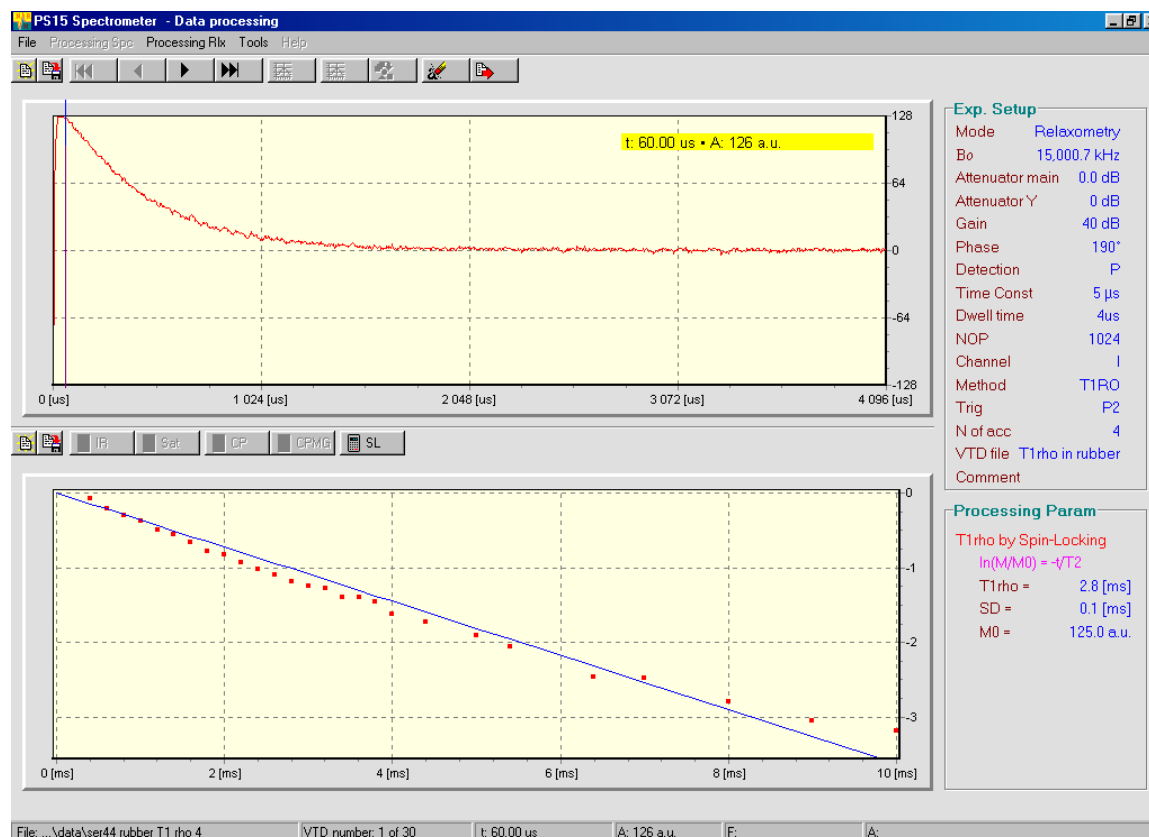 PS15 Spectrometer - Data processing
File Processing Spc Processing Rlx Tools Help
t: 60.00 us • A: 126 a.u.
128
64
0
-64
-128
0 [us] 1 024 [us] 2 048 [us] 3 072 [us] 4 096 [us]
Exp. Setup
Mode Relaxometry
Bo 15,000.7 kHz
Attenuator main 0.0 dB
Attenuator Y 0 dB
Gain 40 dB
Phase 190°
Detection P
Time Const 5 µs
Dwell time 4us
NOP 1024
Channel I
Method T1RO
Trig P2
N of acc 4
VTD file T1rho in rubber
Comment
IR Sat CP CPMG SL
0
-1
-2
-3
0 [ms] 2 [ms] 4 [ms] 6 [ms] 8 [ms] 10 [ms]
Processing Param
T1rho by Spin-Locking
ln(M/M0) = -t/T2
T1rho = 2.8 [ms]
SD = 0.1 [ms]
M0 = 125.0 a.u.
File: ...\data\ser44 rubber T1 rho 4 VTD number: 1 of 30 t: 60.00 us A: 126 a.u. F: A: